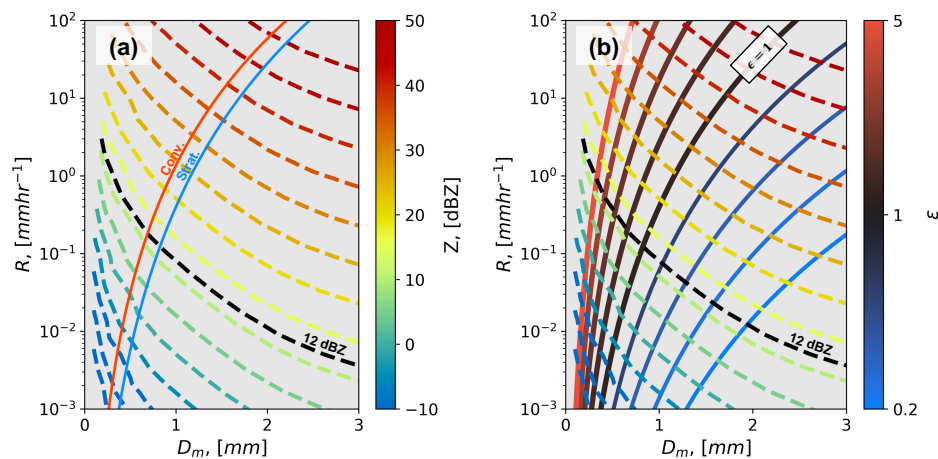 (a)
10²
10¹
10⁰
10⁻¹
10⁻²
10⁻³
R, [mmhr⁻¹]
0
1
2
3
Dₘ, [mm]
Conv.
Strat.
12 dBZ
50
40
30
20
10
0
−10
Z, [dBZ]
(b)
10²
10¹
10⁰
10⁻¹
10⁻²
10⁻³
R, [mmhr⁻¹]
0
1
2
3
Dₘ, [mm]
ϵ = 1
12 dBZ
5
1
0.2
ε